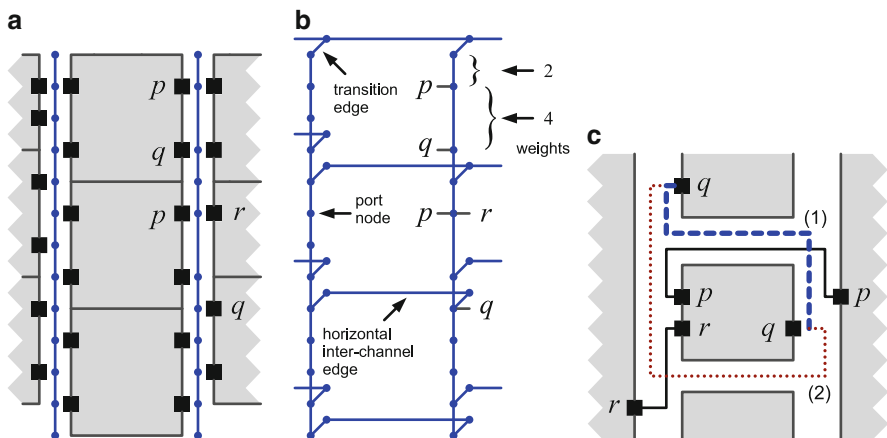 a
p
q
p
r
q
b
transition
edge
p
2
4
q
weights
port
node
p
r
q
horizontal
inter-channel
edge
c
q
(1)
p
p
r
q
(2)
r